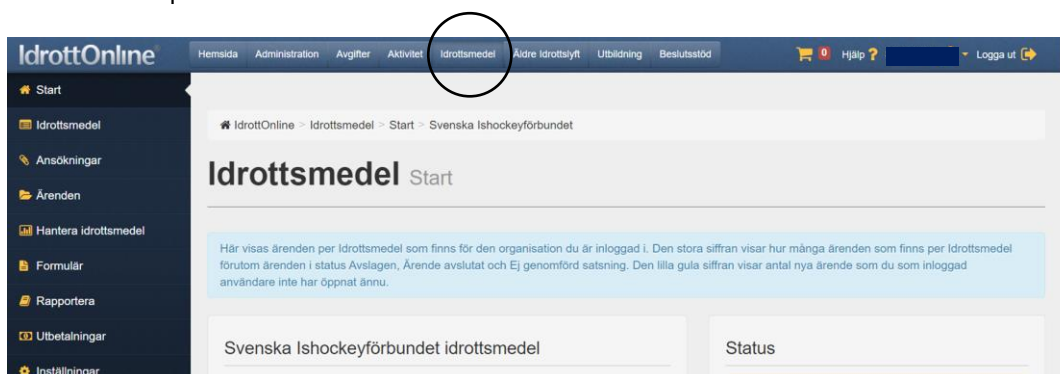 IdrottOnline
Hemsida Administration Avgifter Aktivitet Idrottsmedel Äldre Idrottslyft Utbildning Beslutsstöd 0 Hjälp ? Logga ut
Start
Idrottsmedel
Ansökningar
Ärenden
Hantera idrottsmedel
Formulär
Rapportera
Utbetalningar
Inställningar
IdrottOnline > Idrottsmedel > Start > Svenska Ishockeyförbundet
Idrottsmedel Start
Här visas ärenden per Idrottsmedel som finns för den organisation du är inloggad i. Den stora siffran visar hur många ärenden som finns per Idrottsmedel
förutom ärenden i status Avslagen, Ärende avslutat och Ej genomförd satsning. Den lilla gula siffran visar antal nya ärende som du som inloggad
användare inte har öppnat ännu.
Svenska Ishockeyförbundet idrottsmedel
Status